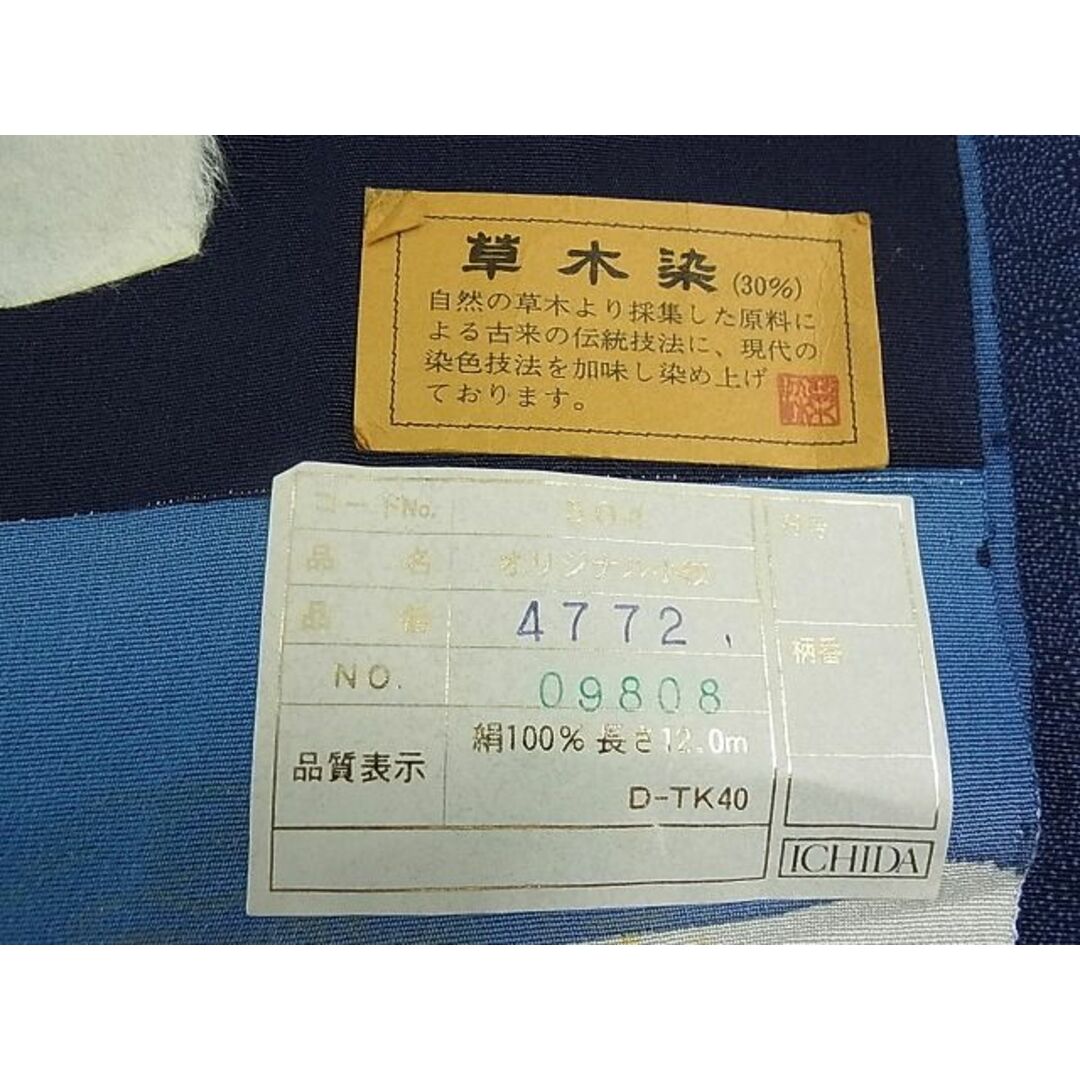 草木染 (30%)
自然の草木より採集した原料に
よる古来の伝統技法に、現代の
染色技法を加味し染め上げ
ております。
コードNo.
品名 オリジナル小紋
品番 4772.
NO. 09808
品質表示 絹100% 長さ12.0m
D-TK40
柄番
ICHIDA